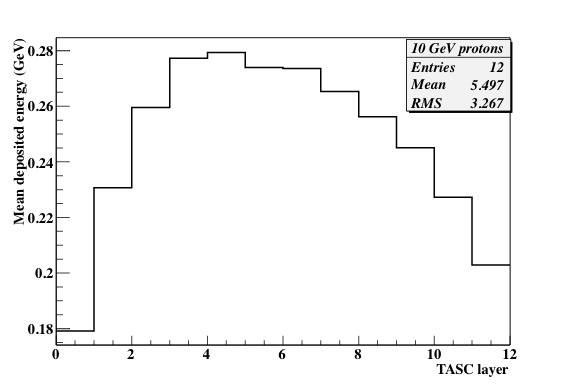 10 GeV protons
Entries 12
Mean 5.497
RMS 3.267
Mean deposited energy (GeV)
0.28
0.26
0.24
0.22
0.2
0.18
0 2 4 6 8 10 12
TASC layer